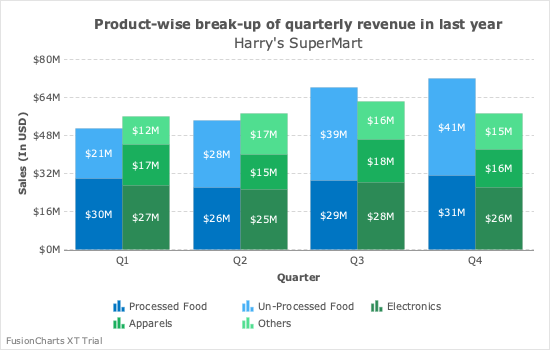 Product-wise break-up of quarterly revenue in last year
Harry's SuperMart
$80M
$64M
$48M
$32M
$16M
$0M
Sales (In USD)
$21M $12M $28M $17M $39M $16M $41M $15M
$17M $15M $18M $16M
$30M $27M $26M $25M $29M $28M $31M $26M
Q1 Q2 Q3 Q4
Quarter
Processed Food Un-Processed Food Electronics
Apparels Others
FusionCharts XT Trial